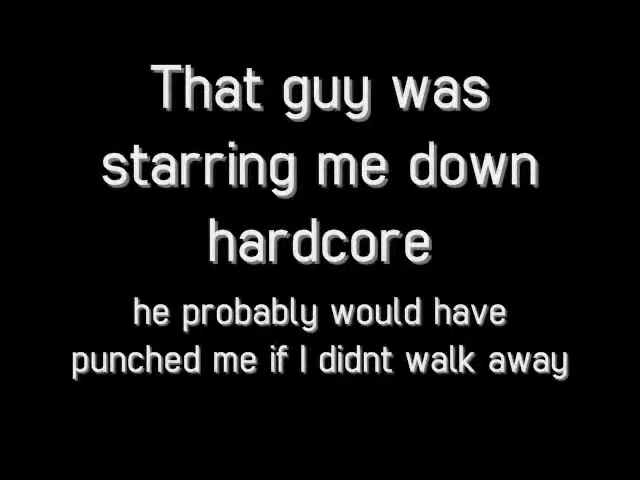 That guy was
starring me down
hardcore
he probably would have
punched me if I didnt walk away